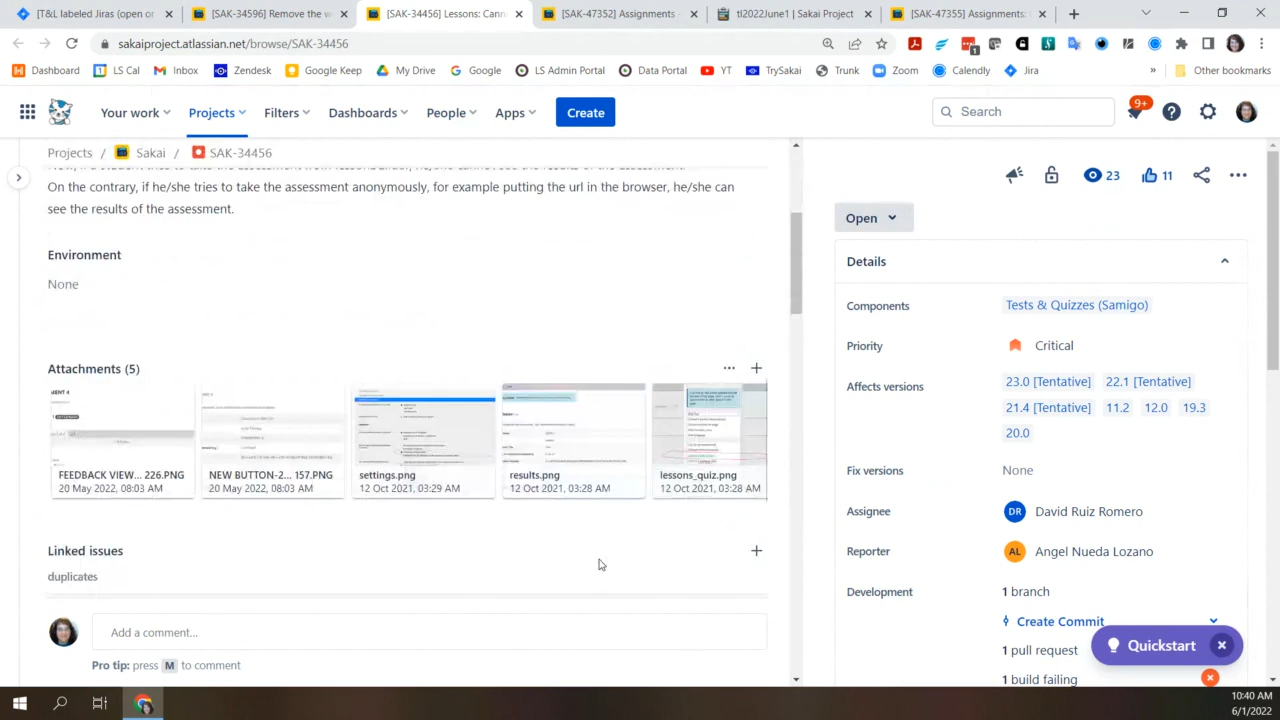 [T&L labeled Jiras (open or
[SAK-34596] Remove the w
[SAK-34456] Lessons: Cann
[SAK-47352] Assignments
tl2022June1 | Sakai Project
[SAK-47355] Assignments:
sakaiproject.atlassian.net/browse/SAK-34456
Dashboard
LS Cal
Inbox
Zendesk
Google Keep
My Drive
Google
LS Admin Portal
Data Portal
YT
TrySakai
Trunk
Zoom
Calendly
Jira
»
Other bookmarks
Your work
Projects
Filters
Dashboards
People
Apps
Create
Search
9+
Projects / Sakai / SAK-34456
On the contrary, if he/she tries to take the assessment anonymously, for example putting the url in the browser, he/she can
see the results of the assessment.
Environment
None
Attachments (5)
FEEDBACK VIEW... 226.PNG
20 May 2022, 08:03 AM
NEW BUTTON-2... 157.PNG
20 May 2022, 08:03 AM
settings.png
12 Oct 2021, 03:29 AM
results.png
12 Oct 2021, 03:28 AM
lessons_quiz.png
12 Oct 2021, 03:28 AM
Linked issues
duplicates
Add a comment...
Pro tip: press M to comment
23
11
Open
Details
Components
Tests & Quizzes (Samigo)
Priority
Critical
Affects versions
23.0 [Tentative] 22.1 [Tentative]
21.4 [Tentative] 11.2 12.0 19.3
20.0
Fix versions
None
Assignee
DR David Ruiz Romero
Reporter
AL Angel Nueda Lozano
Development
1 branch
Create Commit
1 pull request
1 build failing
Quickstart
10:40 AM
6/1/2022